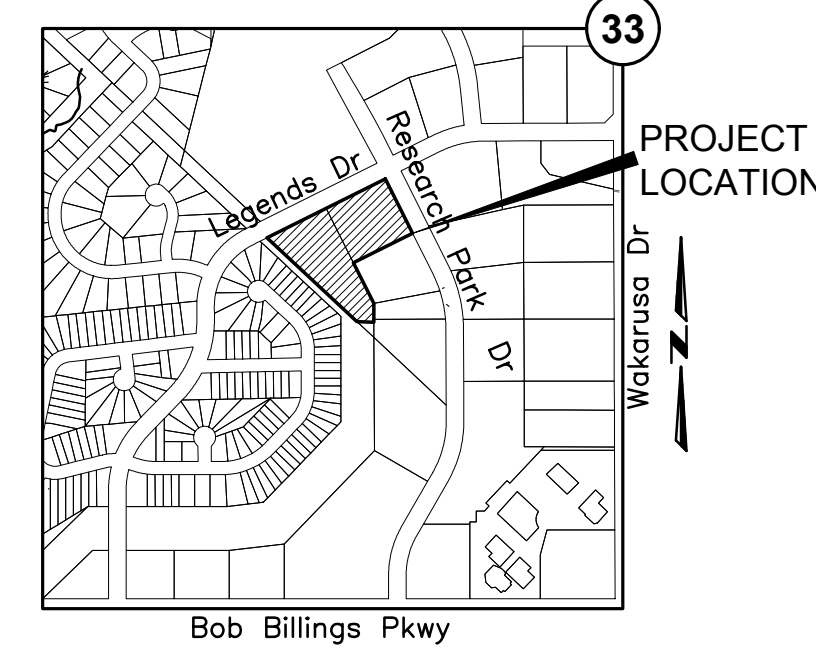 33
PROJECT
LOCATION
Legends Dr
Research Park Dr
Wakarusa Dr
N
Bob Billings Pkwy